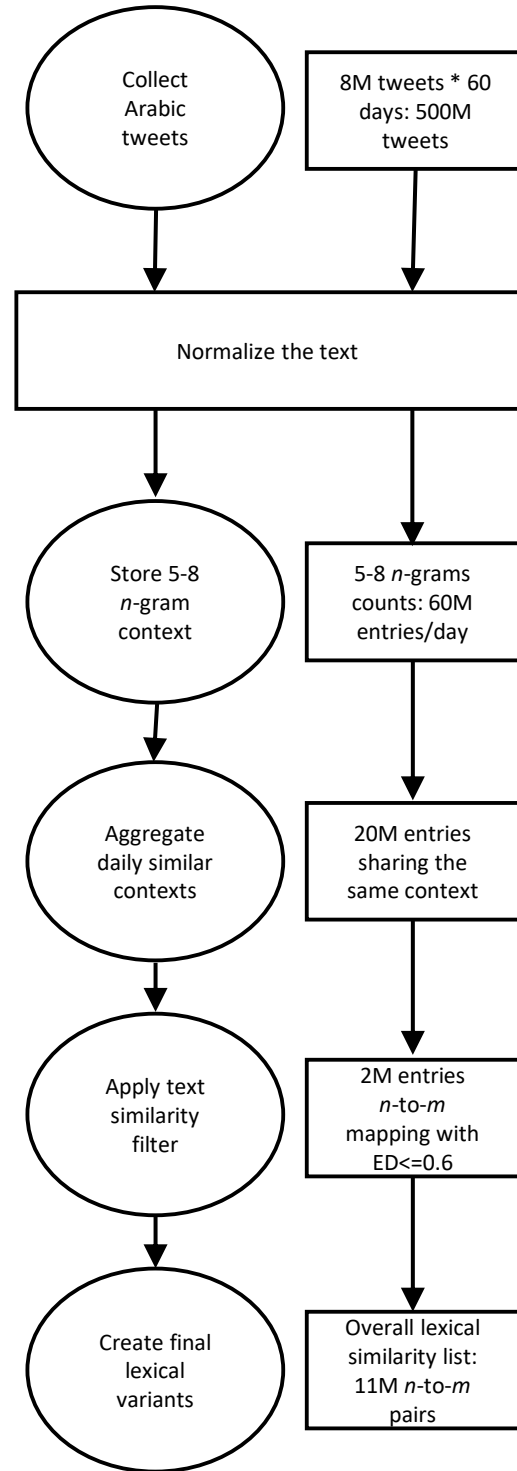 Collect
Arabic
tweets
8M tweets * 60
days: 500M
tweets
Normalize the text
Store 5-8
n-gram
context
5-8 n-grams
counts: 60M
entries/day
Aggregate
daily similar
contexts
20M entries
sharing the
same context
Apply text
similarity
filter
2M entries
n-to-m
mapping with
ED<=0.6
Create final
lexical
variants
Overall lexical
similarity list:
11M n-to-m
pairs